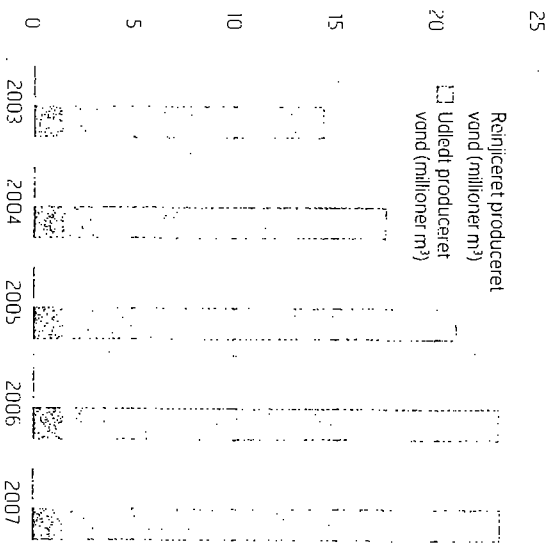 25
20
15
10
5
0
Reinjiceret produceret
vand (millioner m³)
Udledt produceret
vand (millioner m³)
2003
2004
2005
2006
2007